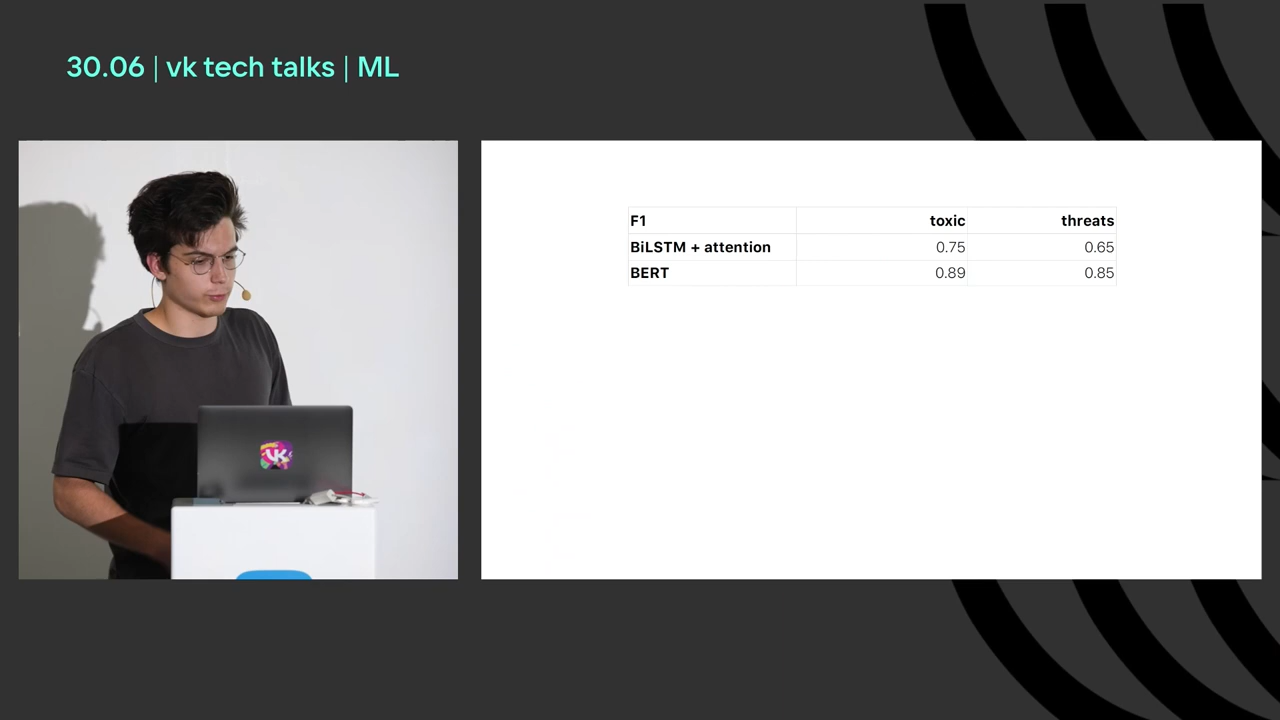 30.06 | vk tech talks | ML
F1 toxic threats
BiLSTM + attention 0.75 0.65
BERT 0.89 0.85
VK